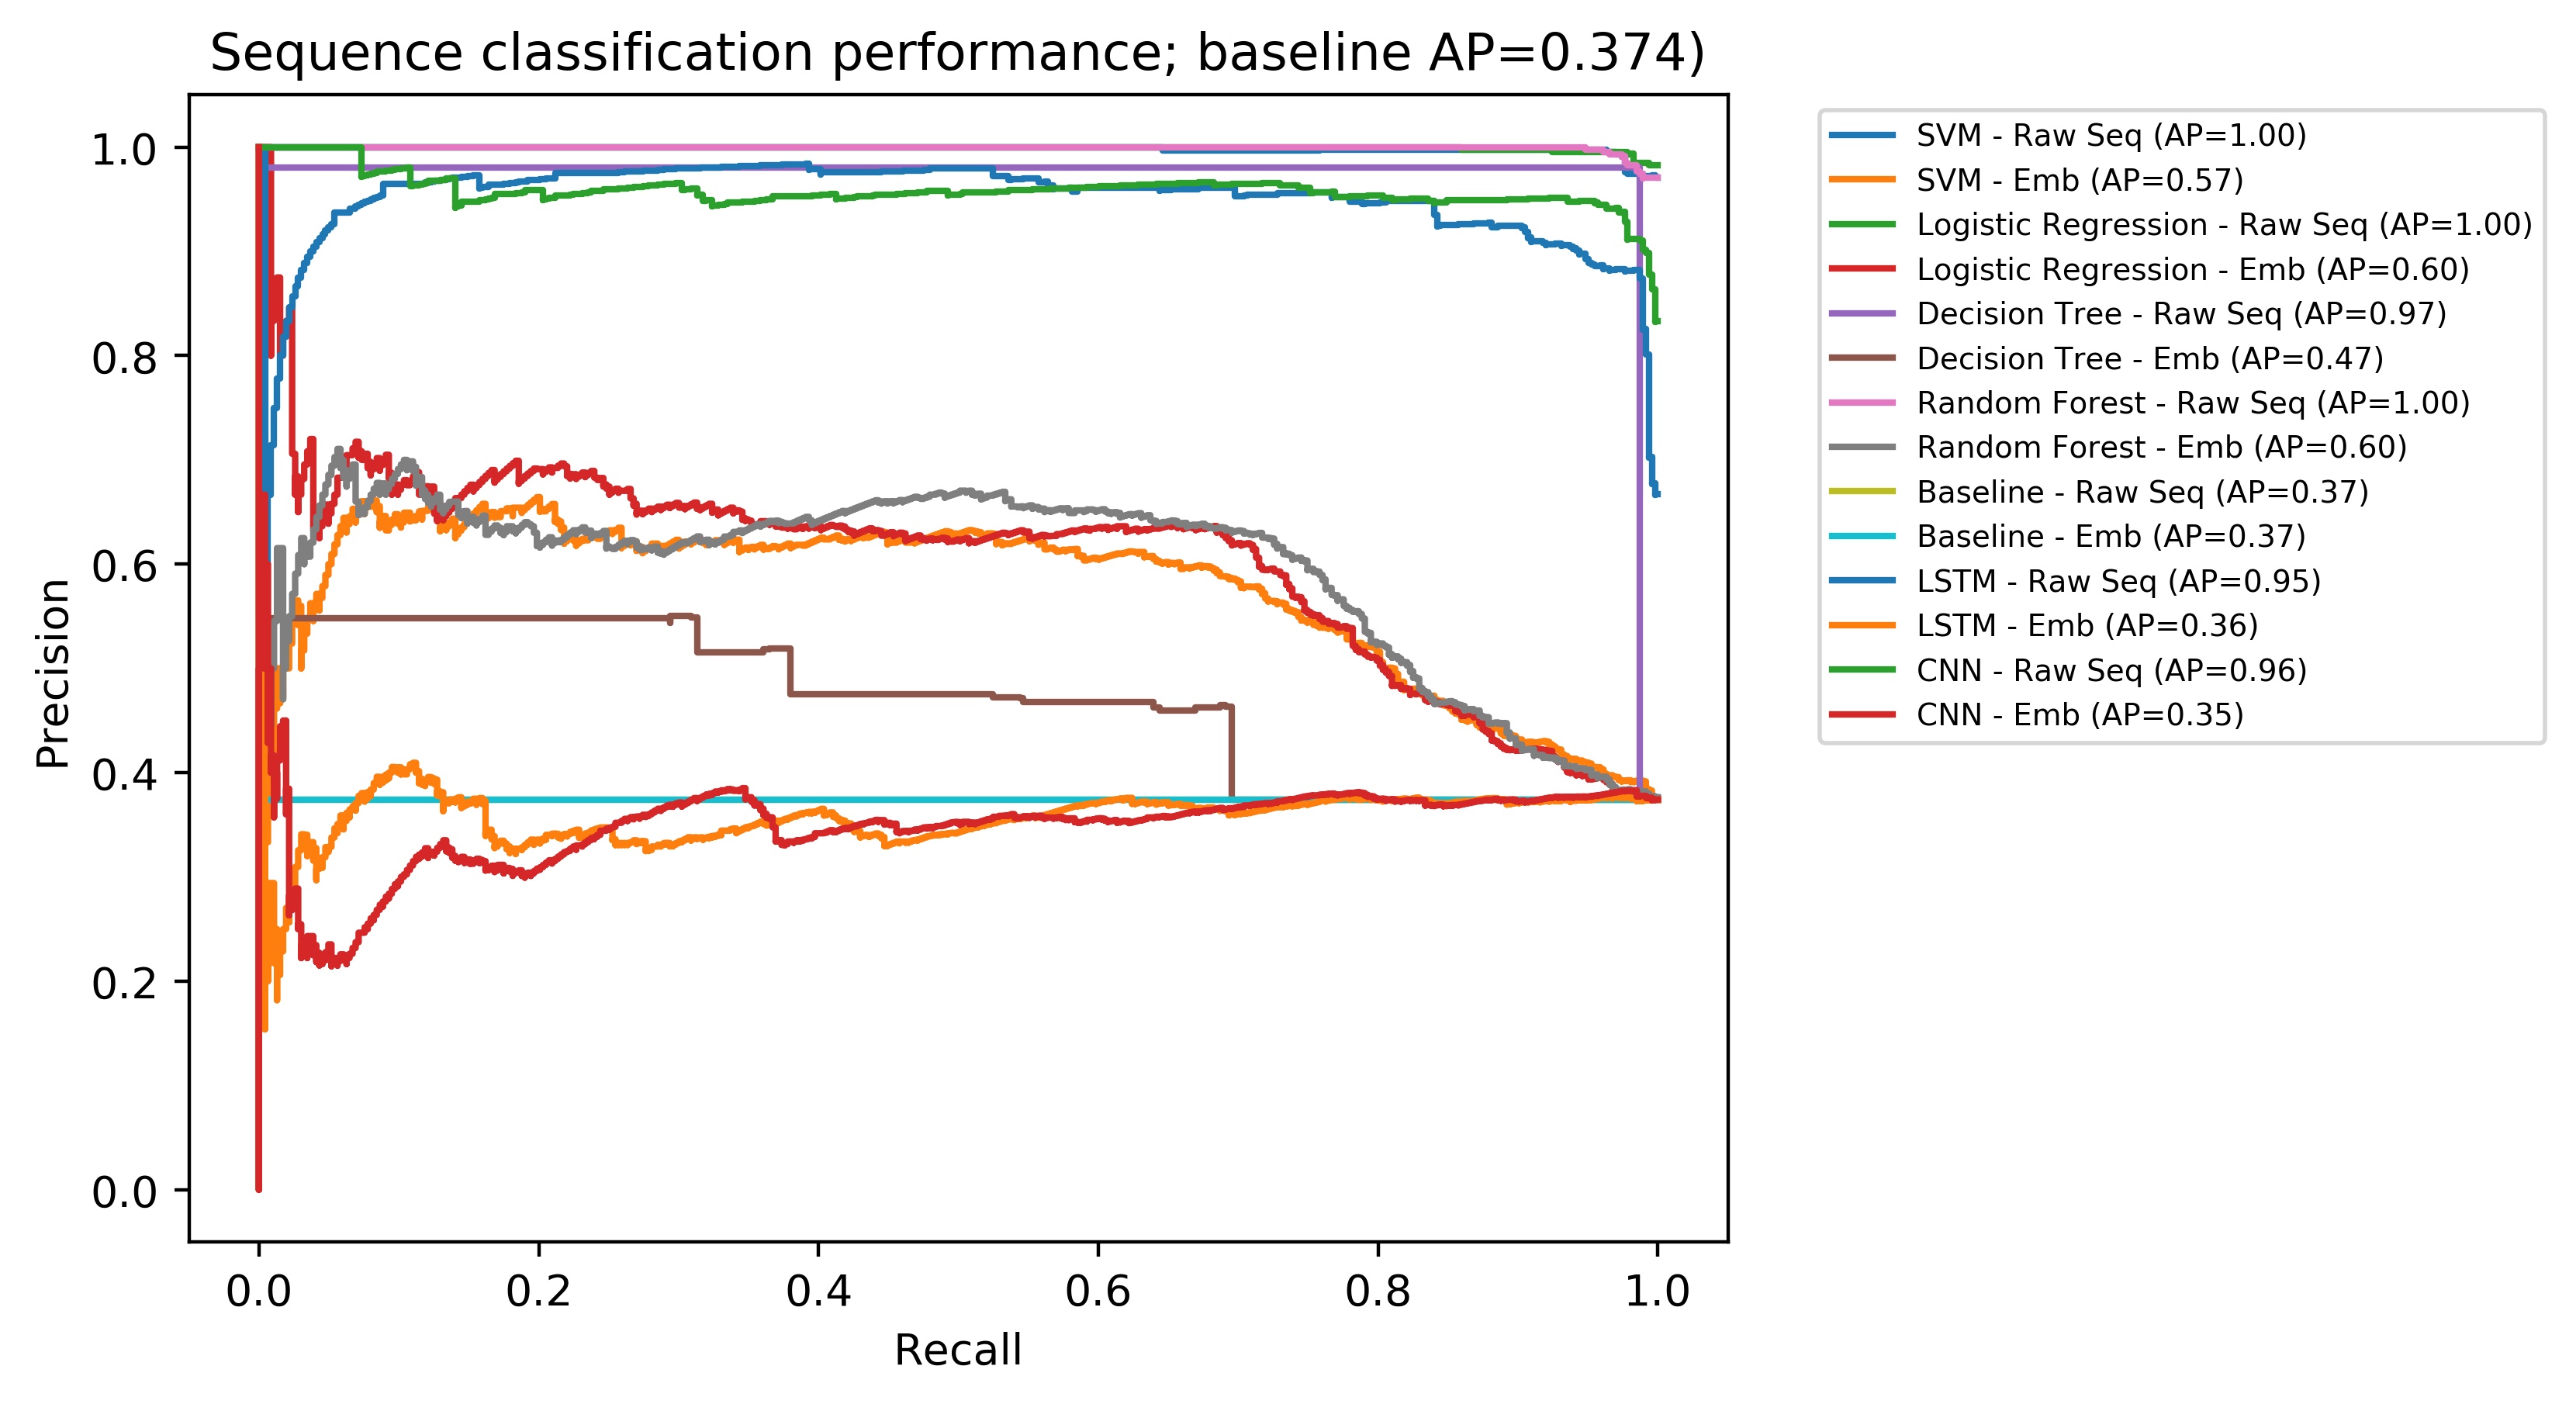 Sequence classification performance; baseline AP=0.374)
1.0
0.8
0.6
0.4
0.2
0.0
Precision
0.0 0.2 0.4 0.6 0.8 1.0
Recall
SVM - Raw Seq (AP=1.00)
SVM - Emb (AP=0.57)
Logistic Regression - Raw Seq (AP=1.00)
Logistic Regression - Emb (AP=0.60)
Decision Tree - Raw Seq (AP=0.97)
Decision Tree - Emb (AP=0.47)
Random Forest - Raw Seq (AP=1.00)
Random Forest - Emb (AP=0.60)
Baseline - Raw Seq (AP=0.37)
Baseline - Emb (AP=0.37)
LSTM - Raw Seq (AP=0.95)
LSTM - Emb (AP=0.36)
CNN - Raw Seq (AP=0.96)
CNN - Emb (AP=0.35)